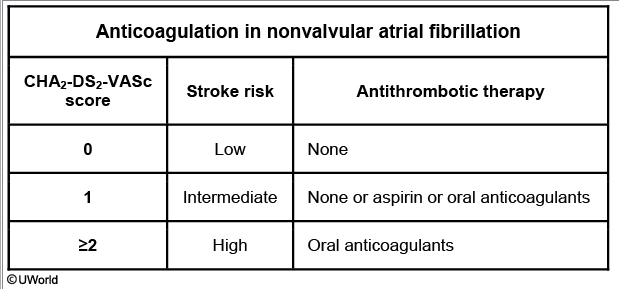 Anticoagulation in nonvalvular atrial fibrillation
CHA₂-DS₂-VASc
score
Stroke risk
Antithrombotic therapy
0
Low
None
1
Intermediate
None or aspirin or oral anticoagulants
≥2
High
Oral anticoagulants
©UWorld